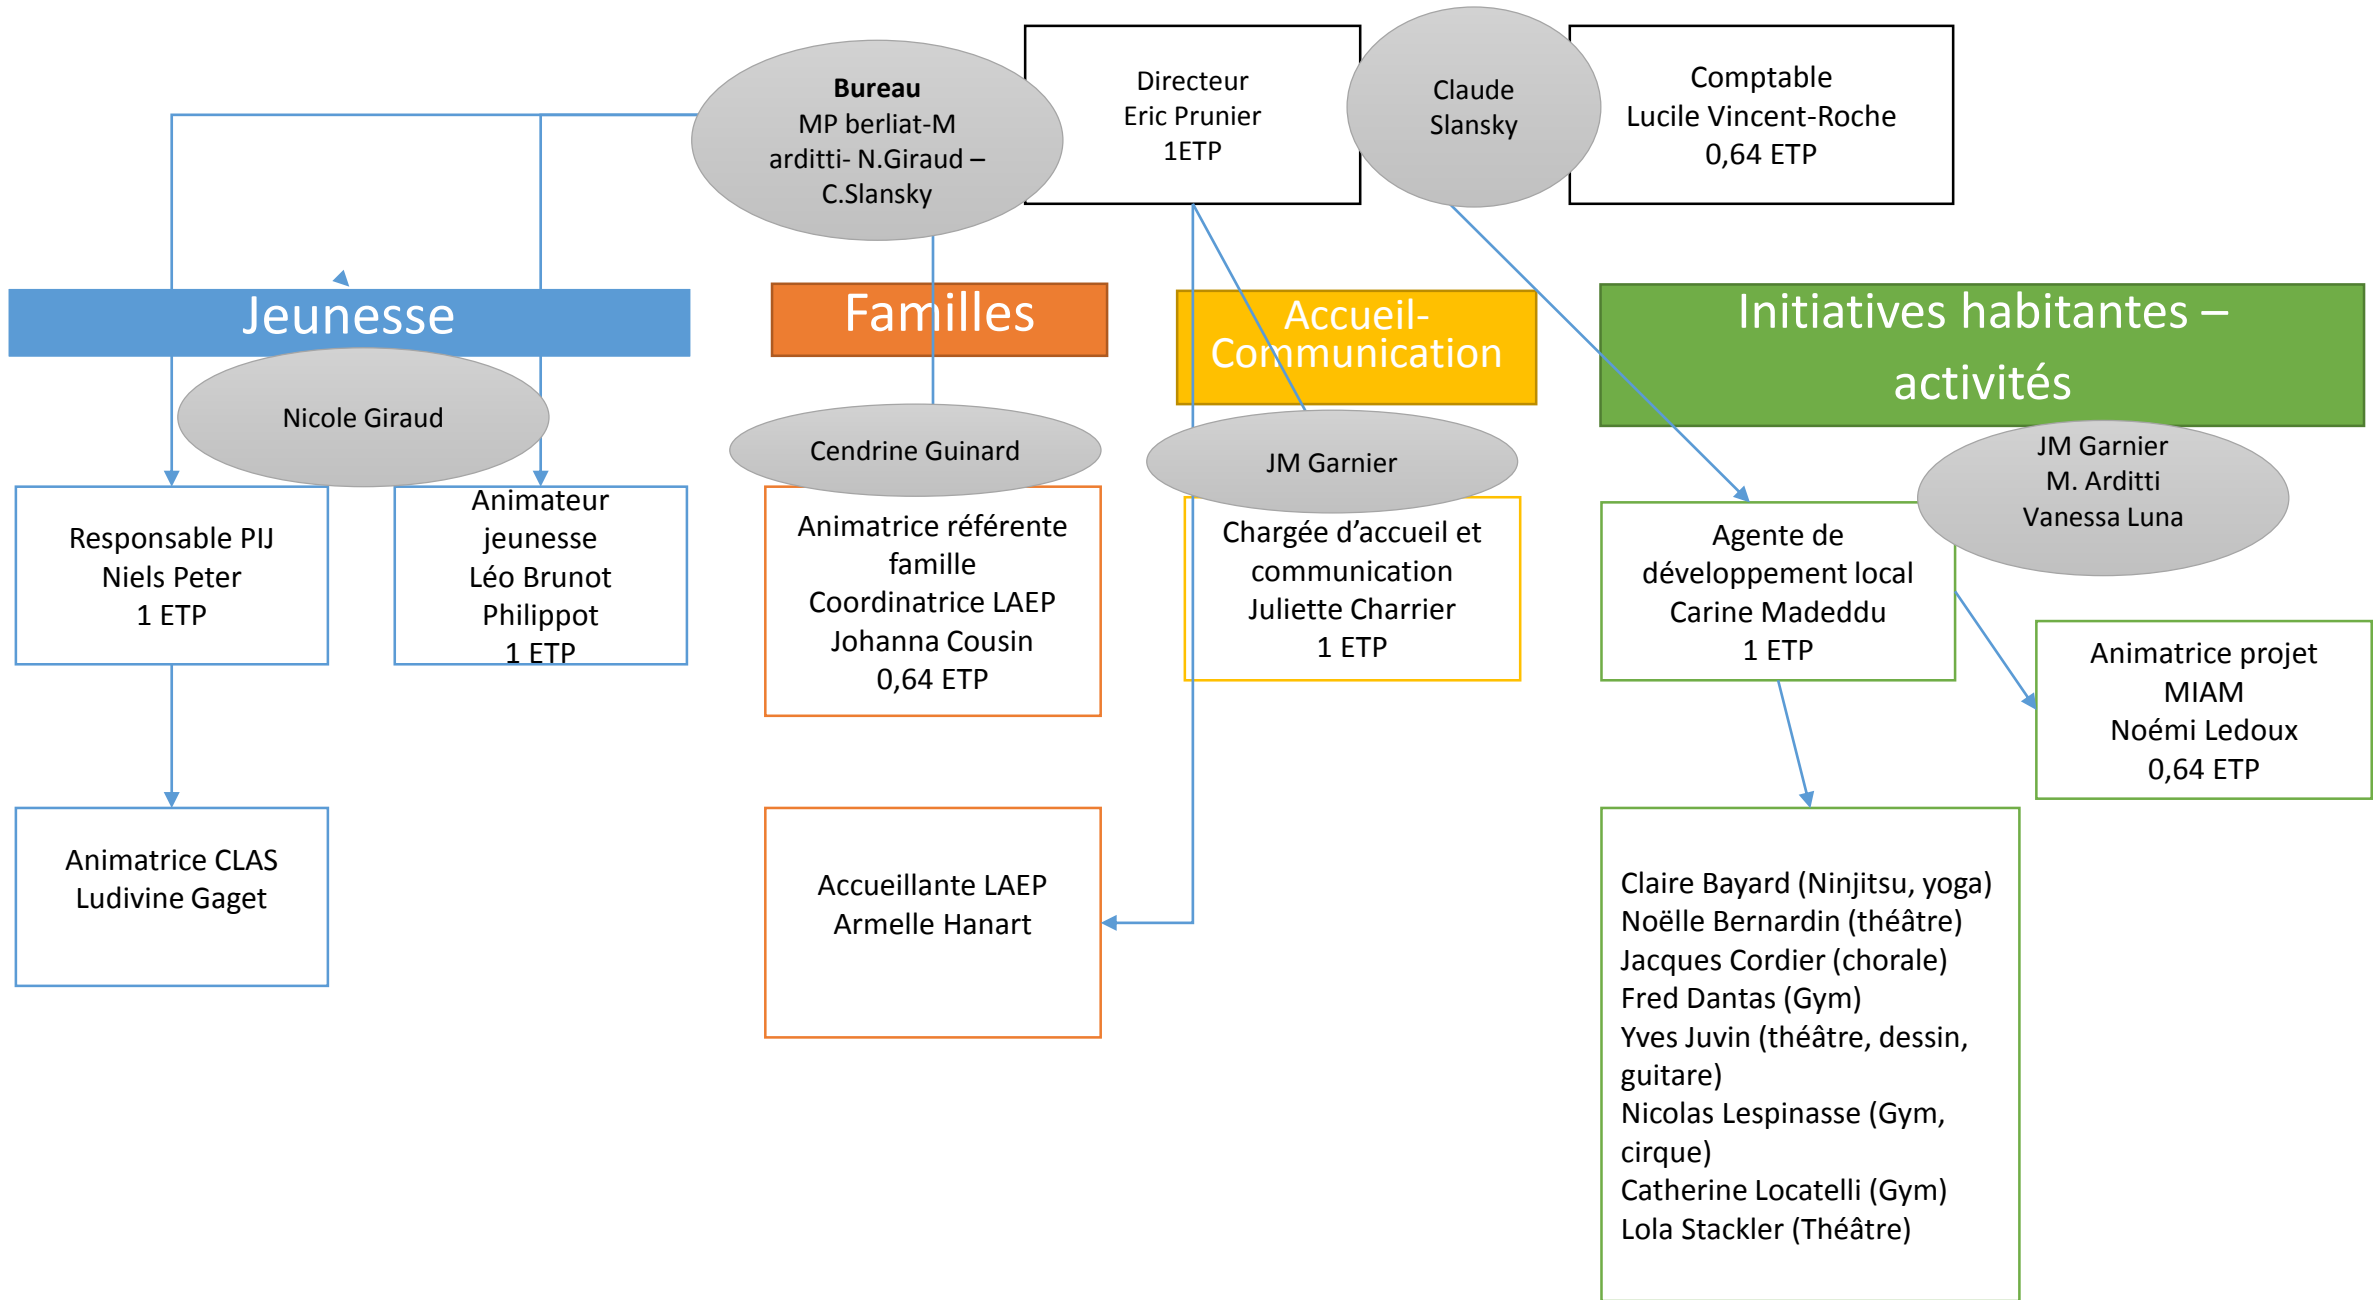 Bureau
MP berliat-M
arditti- N.Giraud –
C.Slansky
Directeur
Eric Prunier
1ETP
Claude
Slansky
Comptable
Lucile Vincent-Roche
0,64 ETP
Jeunesse
Familles
Accueil-
Communication
Initiatives habitantes –
activités
Nicole Giraud
Cendrine Guinard
JM Garnier
JM Garnier
M. Arditti
Vanessa Luna
Responsable PIJ
Niels Peter
1 ETP
Animateur
jeunesse
Léo Brunot
Philippot
1 ETP
Animatrice référente
famille
Coordinatrice LAEP
Johanna Cousin
0,64 ETP
Chargée d’accueil et
communication
Juliette Charrier
1 ETP
Agente de
développement local
Carine Madeddu
1 ETP
Animatrice projet
MIAM
Noémi Ledoux
0,64 ETP
Animatrice CLAS
Ludivine Gaget
Accueillante LAEP
Armelle Hanart
Claire Bayard (Ninjitsu, yoga)
Noëlle Bernardin (théâtre)
Jacques Cordier (chorale)
Fred Dantas (Gym)
Yves Juvin (théâtre, dessin,
guitare)
Nicolas Lespinasse (Gym,
cirque)
Catherine Locatelli (Gym)
Lola Stackler (Théâtre)